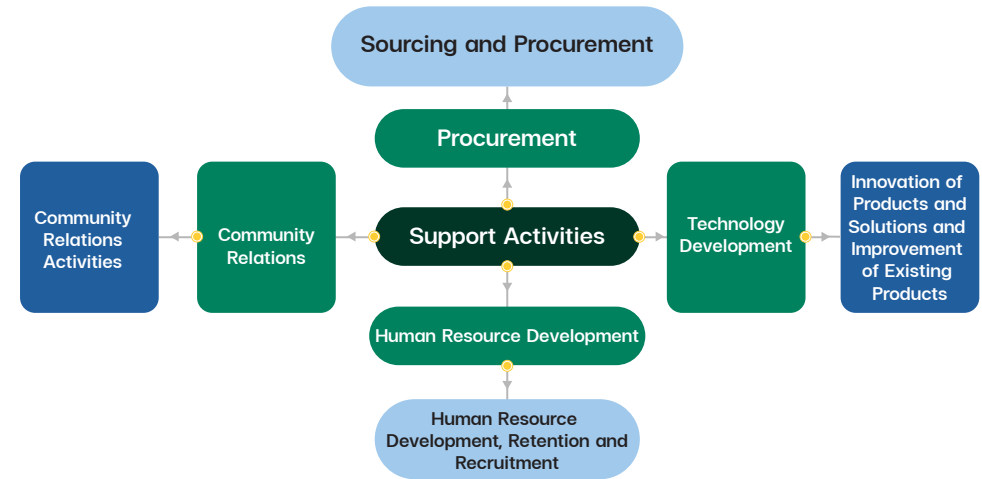 Sourcing and Procurement
Procurement
Support Activities
Community
Relations
Activities
Community
Relations
Technology
Development
Innovation of
Products and
Solutions and
Improvement
of Existing
Products
Human Resource Development
Human Resource
Development, Retention and
Recruitment